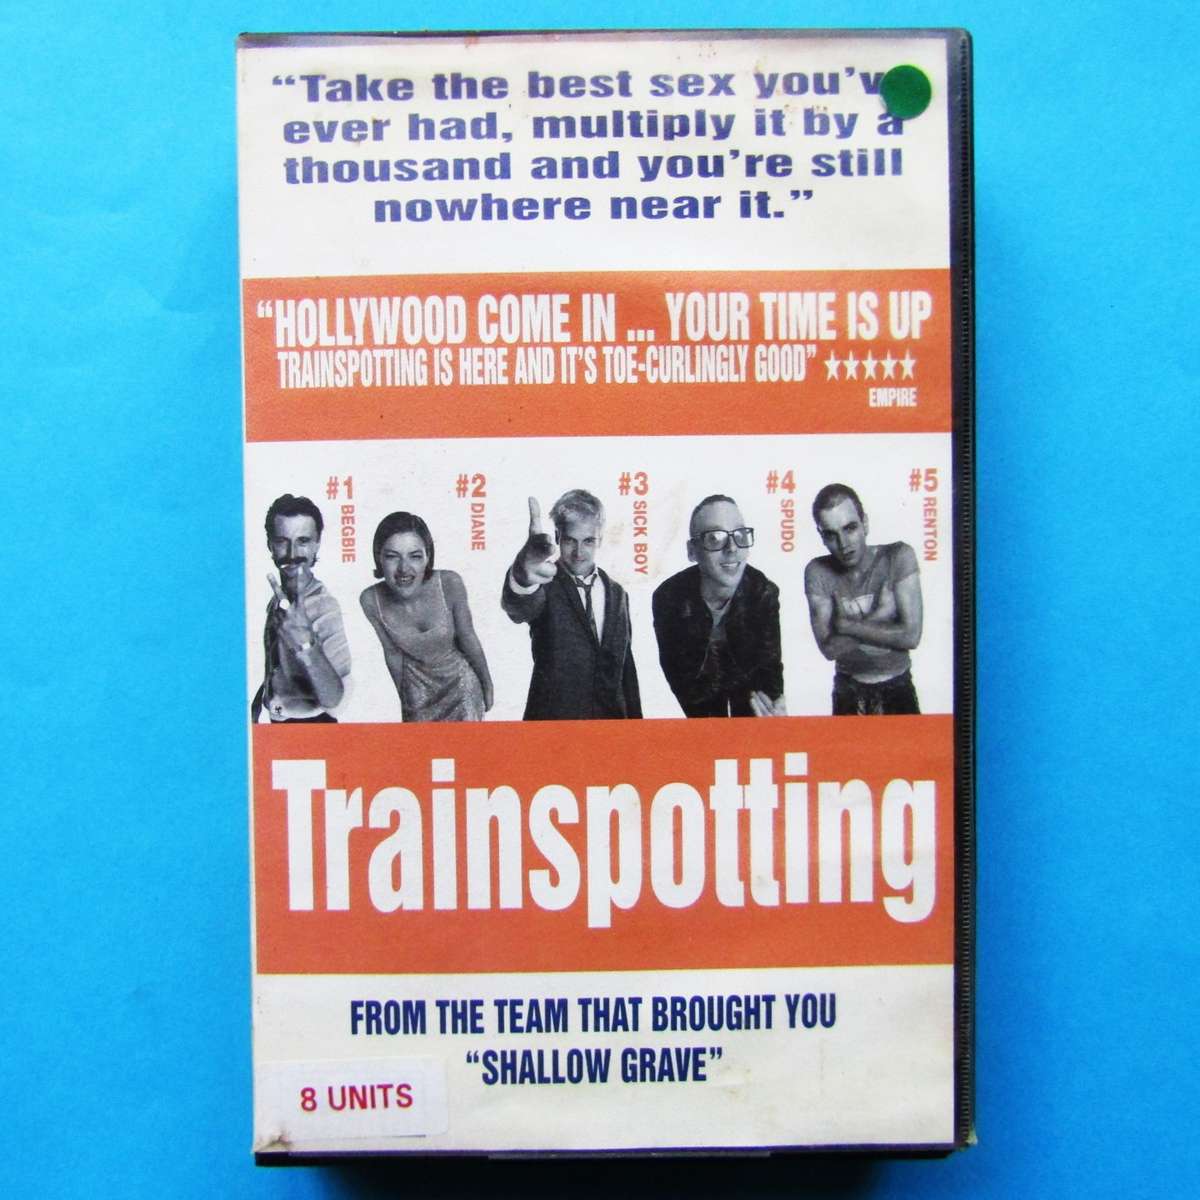 “Take the best sex you’v
ever had, multiply it by a
thousand and you’re still
nowhere near it.”
“HOLLYWOOD COME IN ... YOUR TIME IS UP
TRAINSPOTTING IS HERE AND IT’S TOE-CURLINGLY GOOD” ★★★★★
EMPIRE
#1 BEGBIE
#2 DIANE
#3 SICK BOY
#4 SPUDO
#5 RENTON
Trainspotting
FROM THE TEAM THAT BROUGHT YOU
“SHALLOW GRAVE”
8 UNITS